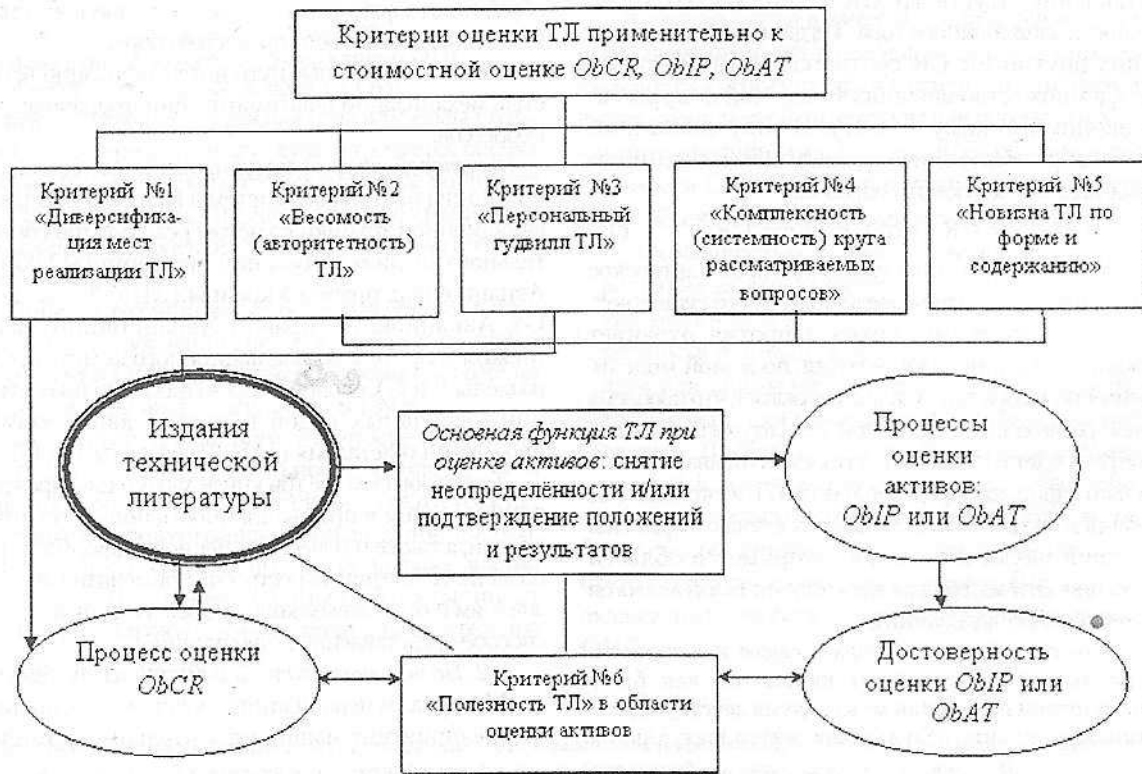 Критерии оценки ТЛ применительно к
стоимостной оценке ObCR, ObIP, ObAT
Критерий №1
«Диверсифика-
ция мест
реализации ТЛ»
Критерий №2
«Весомость
(авторитетность)
ТЛ»
Критерий №3
«Персональный
гудвилл ТЛ»
Критерий №4
«Комплексность
(системность) круга
рассматриваемых
вопросов»
Критерий №5
«Новизна ТЛ по
форме и
содержанию»
Издания
технической
литературы
Основная функция ТЛ при
оценке активов: снятие
неопределённости и/или
подтверждение положений
и результатов
Процессы
оценки
активов:
ObIP или ObAT
Процесс оценки
ObCR
Критерий №6
«Полезность ТЛ» в области
оценки активов
Достоверность
оценки ObIP или
ObAT